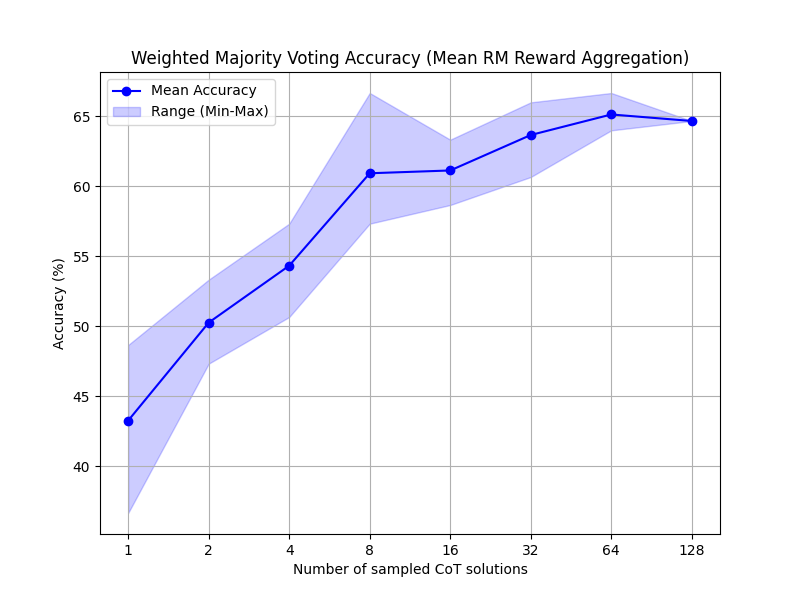 Weighted Majority Voting Accuracy (Mean RM Reward Aggregation)
Mean Accuracy
Range (Min-Max)
Accuracy (%)
65
60
55
50
45
40
1 2 4 8 16 32 64 128
Number of sampled CoT solutions